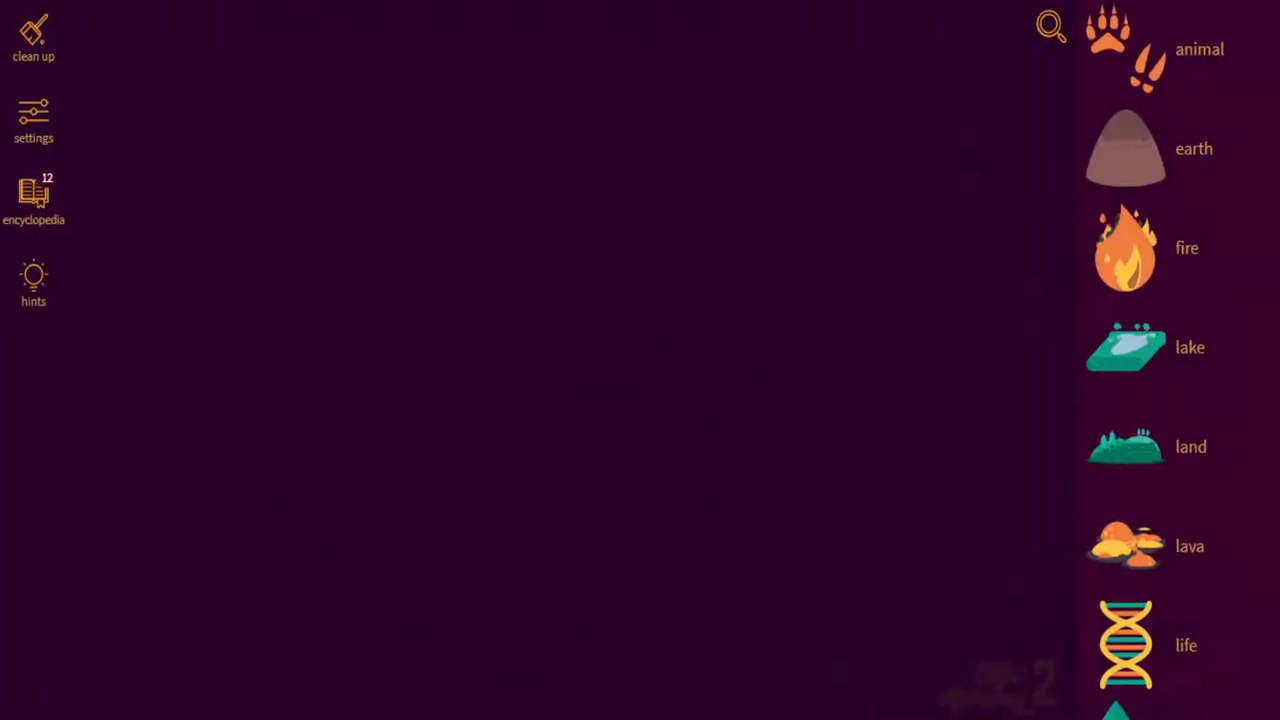 clean up
settings
12
encyclopedia
hints
animal
earth
fire
lake
land
lava
life